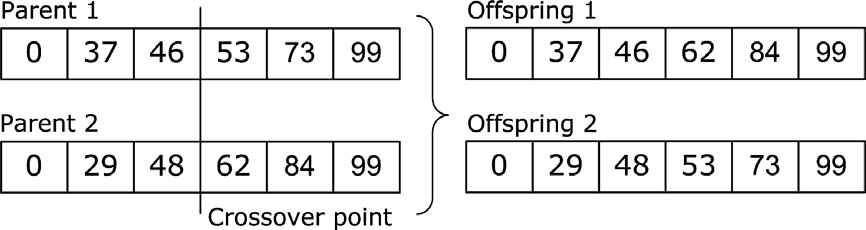 Parent 1
0 37 46 53 73 99
Parent 2
0 29 48 62 84 99
Crossover point
Offspring 1
0 37 46 62 84 99
Offspring 2
0 29 48 53 73 99